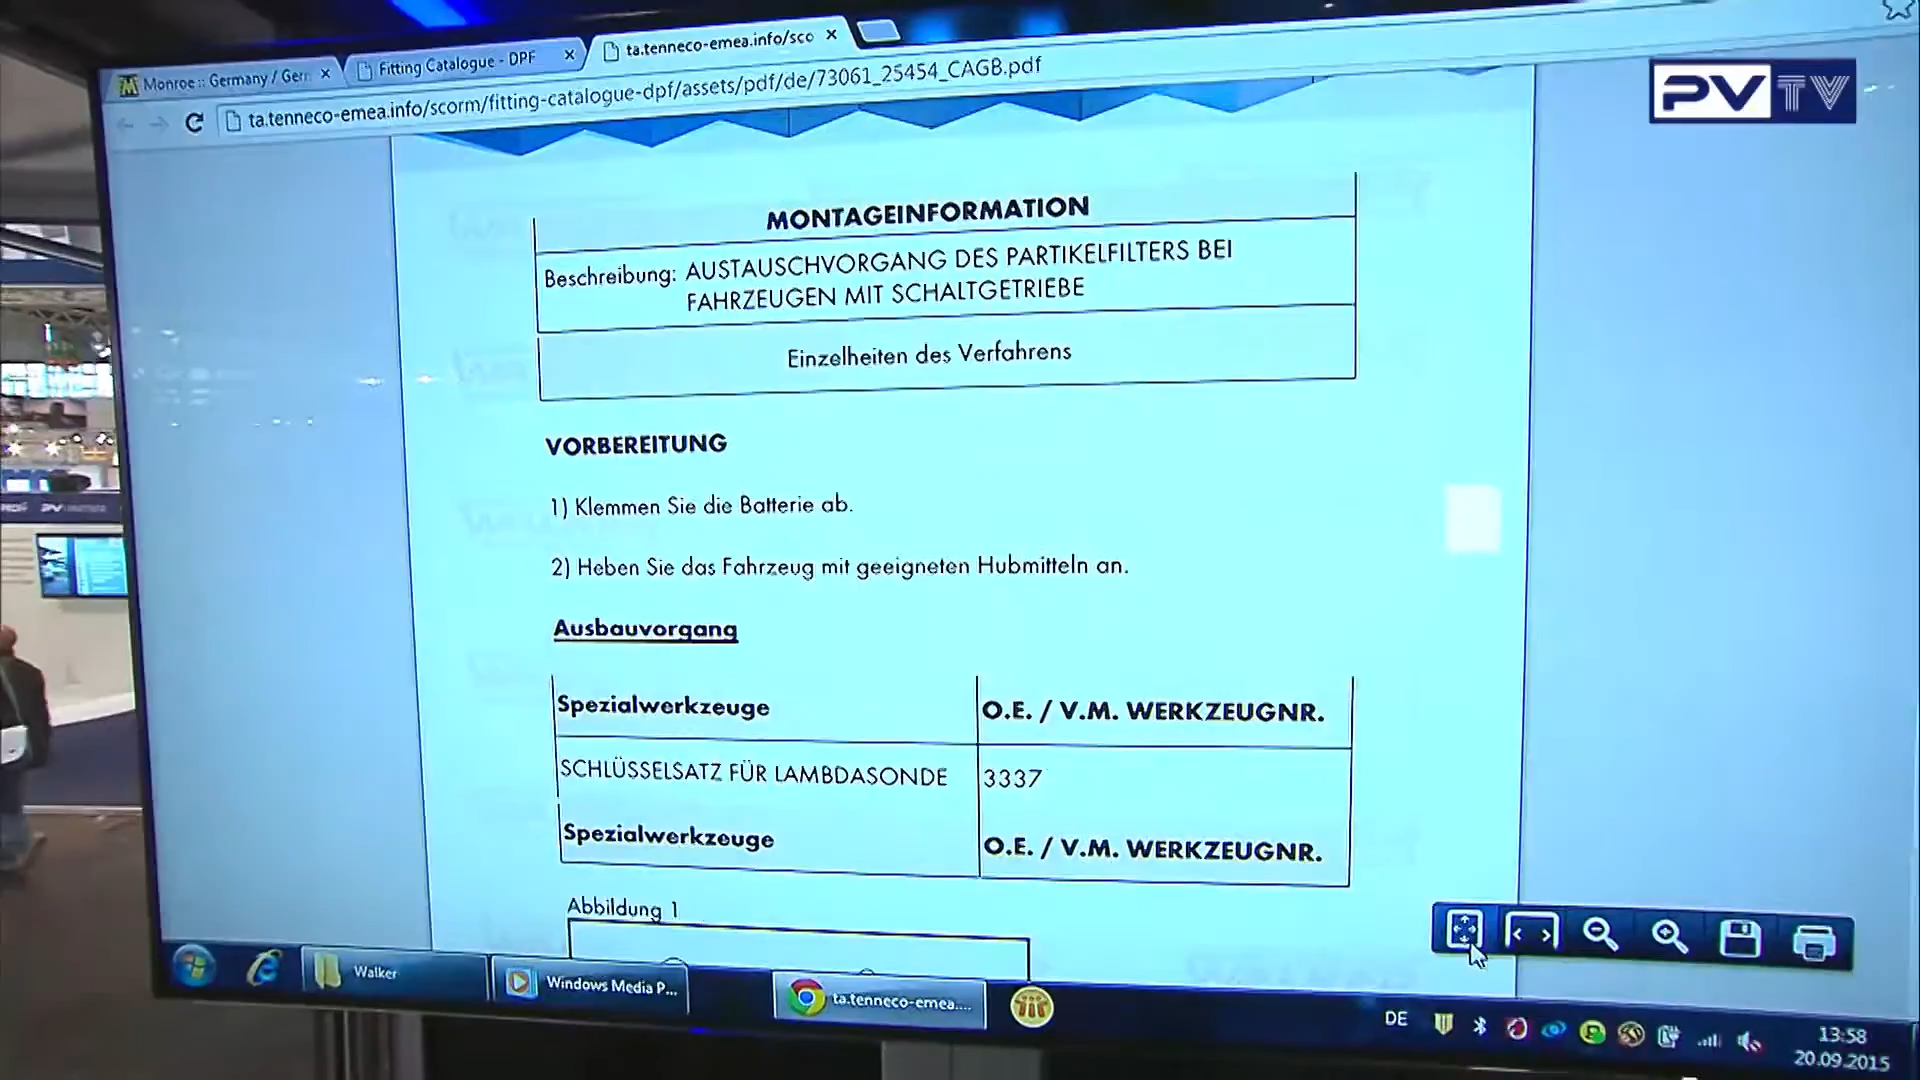 Monroe :: Germany / Gern
Fitting Catalogue - DPF
ta.tenneco-emea.info/sco
ta.tenneco-emea.info/scorm/fitting-catalogue-dpf/assets/pdf/de/73061_25454_CAGB.pdf
PV TV
MONTAGEINFORMATION
Beschreibung: AUSTAUSCHVORGANG DES PARTIKELFILTERS BEI
FAHRZEUGEN MIT SCHALTGETRIEBE
Einzelheiten des Verfahrens
VORBEREITUNG
1) Klemmen Sie die Batterie ab.
2) Heben Sie das Fahrzeug mit geeigneten Hubmitteln an.
Ausbauvorgang
Spezialwerkzeuge O.E. / V.M. WERKZEUGNR.
SCHLÜSSELSATZ FÜR LAMBDASONDE 3337
Spezialwerkzeuge O.E. / V.M. WERKZEUGNR.
Abbildung 1
Walker
Windows Media P...
ta.tenneco-emea....
DE
13:58
20.09.2015